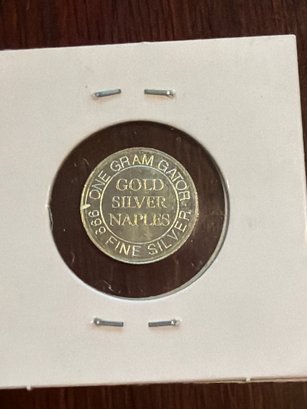 ONE GRAM GATOR
GOLD
SILVER
NAPLES
.999 FINE SILVER